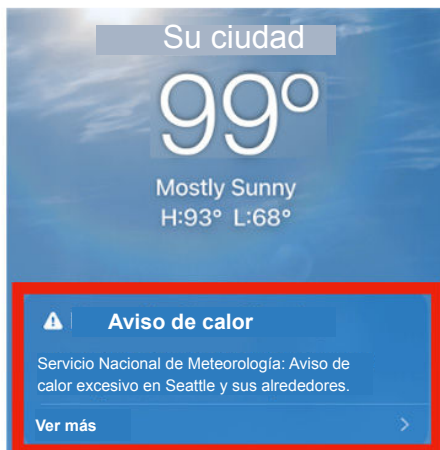 Su ciudad
99°
Mostly Sunny
H:93° L:68°
Aviso de calor
Servicio Nacional de Meteorología: Aviso de
calor excesivo en Seattle y sus alrededores.
Ver más